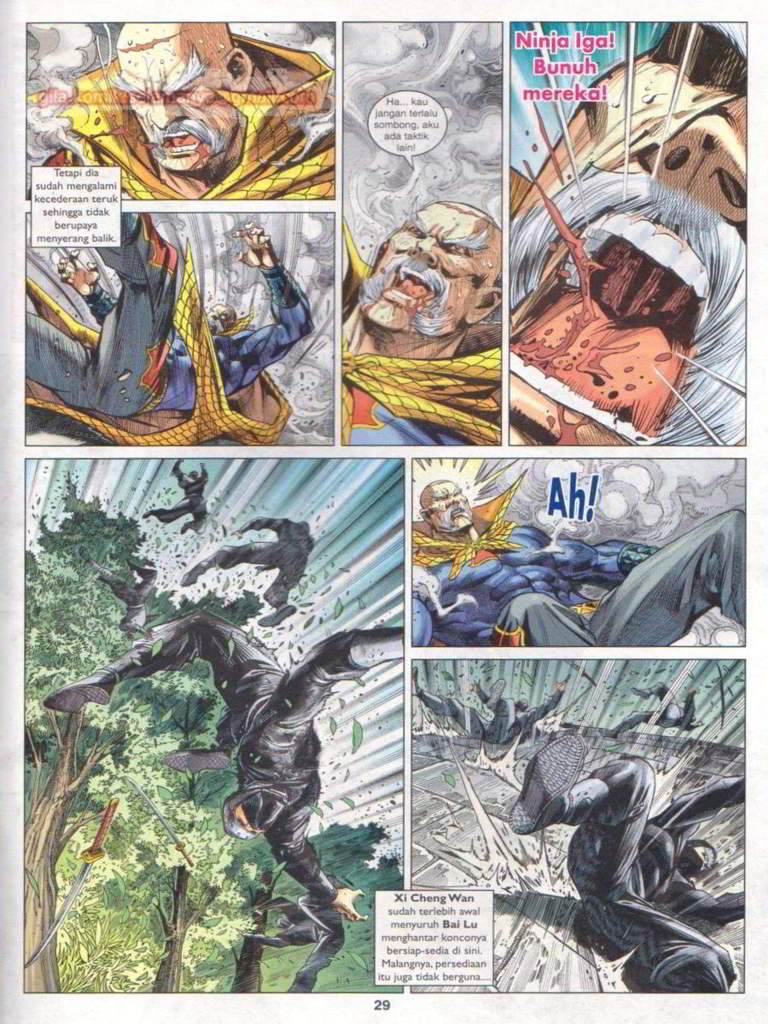 Tetapi dia
sudah mengalami
kecederaan teruk
sehingga tidak
berupaya
menyerang balik.
Ha... kau
jangan terlalu
sombong, aku
ada taktik
lain!
Ninja Iga!
Bunuh
mereka!
Ah!
Xi Cheng Wan
sudah terlebih awal
menyuruh Bai Lu
menghantar konconya
bersiap-sedia di sini.
Malangnya, persediaan
itu juga tidak berguna...
29